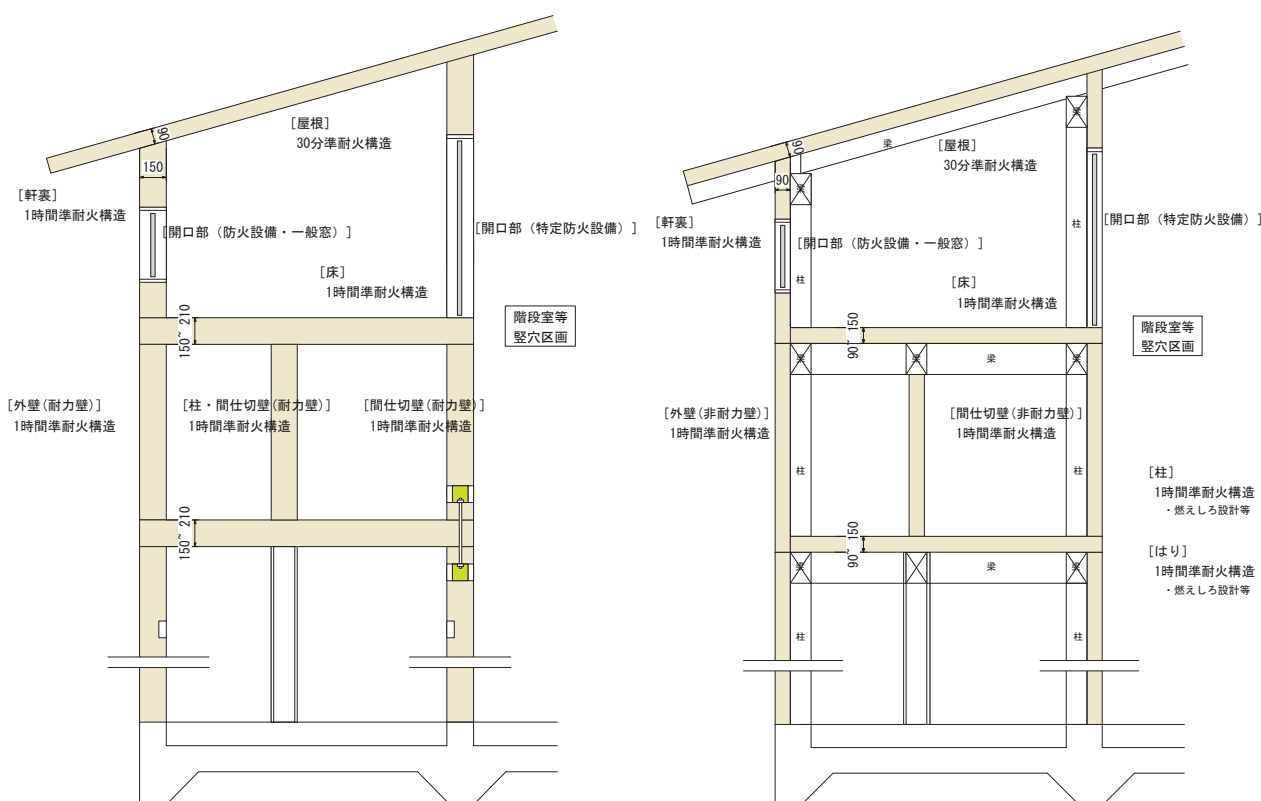 [屋根]
30分準耐火構造
90
150
[軒裏]
1時間準耐火構造
[開口部（防火設備・一般窓）]
[開口部（特定防火設備）]
[床]
1時間準耐火構造
150~210
階段室等
竪穴区画
[外壁(耐力壁)]
1時間準耐火構造
[柱・間仕切壁(耐力壁)]
1時間準耐火構造
[間仕切壁(耐力壁)]
1時間準耐火構造
150~210
梁
梁
[屋根]
30分準耐火構造
90
90
梁
[軒裏]
1時間準耐火構造
柱
[開口部（特定防火設備）]
[開口部（防火設備・一般窓）]
柱
[床]
1時間準耐火構造
90~150
階段室等
竪穴区画
梁
梁
梁
梁
[外壁(非耐力壁)]
1時間準耐火構造
[間仕切壁(非耐力壁)]
1時間準耐火構造
柱
柱
[柱]
1時間準耐火構造
・燃えしろ設計等
90~150
梁
梁
梁
[はり]
1時間準耐火構造
・燃えしろ設計等
柱
柱